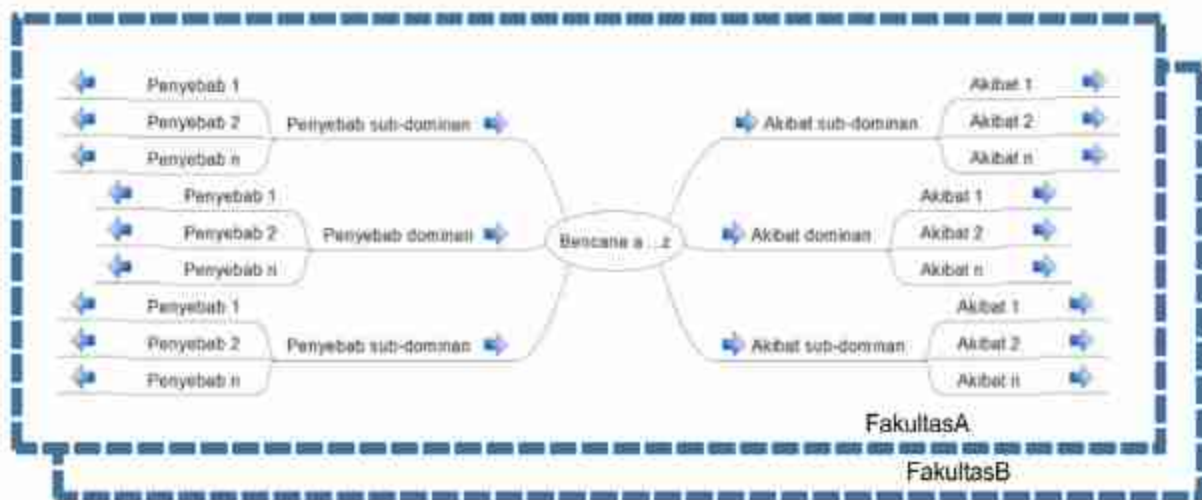 Penyebab 1
Penyebab 2
Penyebab n
Penyebab sub-dominan
Penyebab 1
Penyebab 2
Penyebab n
Penyebab dominan
Penyebab 1
Penyebab 2
Penyebab n
Penyebab sub-dominan
Bencana a ...z
Akibat sub-dominan
Akibat 1
Akibat 2
Akibat n
Akibat dominan
Akibat 1
Akibat 2
Akibat n
Akibat sub-dominan
Akibat 1
Akibat 2
Akibat n
FakultasA
FakultasB